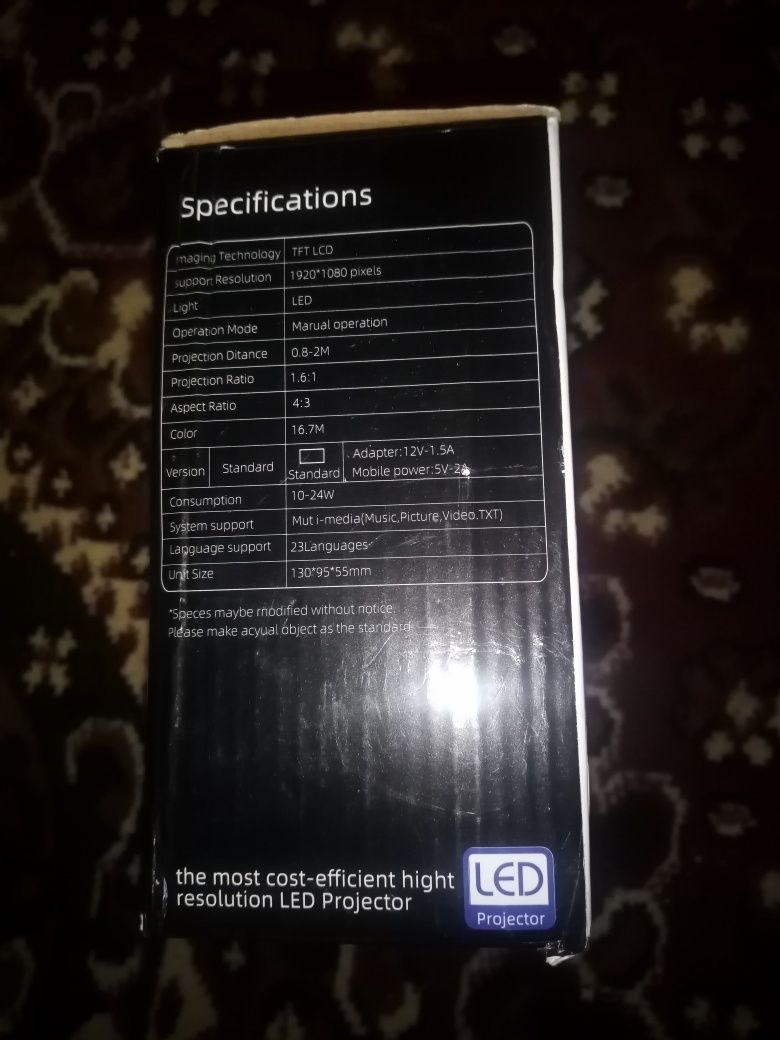 Specifications
Imaging Technology TFT LCD
support Resolution 1920*1080 pixels
Light LED
Operation Mode Marual operation
Projection Ditance 0.8-2M
Projection Ratio 1.6:1
Aspect Ratio 4:3
Color 16.7M
Version Standard Standard Adapter:12V-1.5A
Mobile power:5V-2A
Consumption 10-24W
System support Mut i-media(Music,Picture,Video.TXT)
Language support 23Languages
Unit Size 130*95*55mm
*Speces maybe modified without notice.
Please make acyual object as the standard
the most cost-efficient hight
resolution LED Projector
LED
Projector